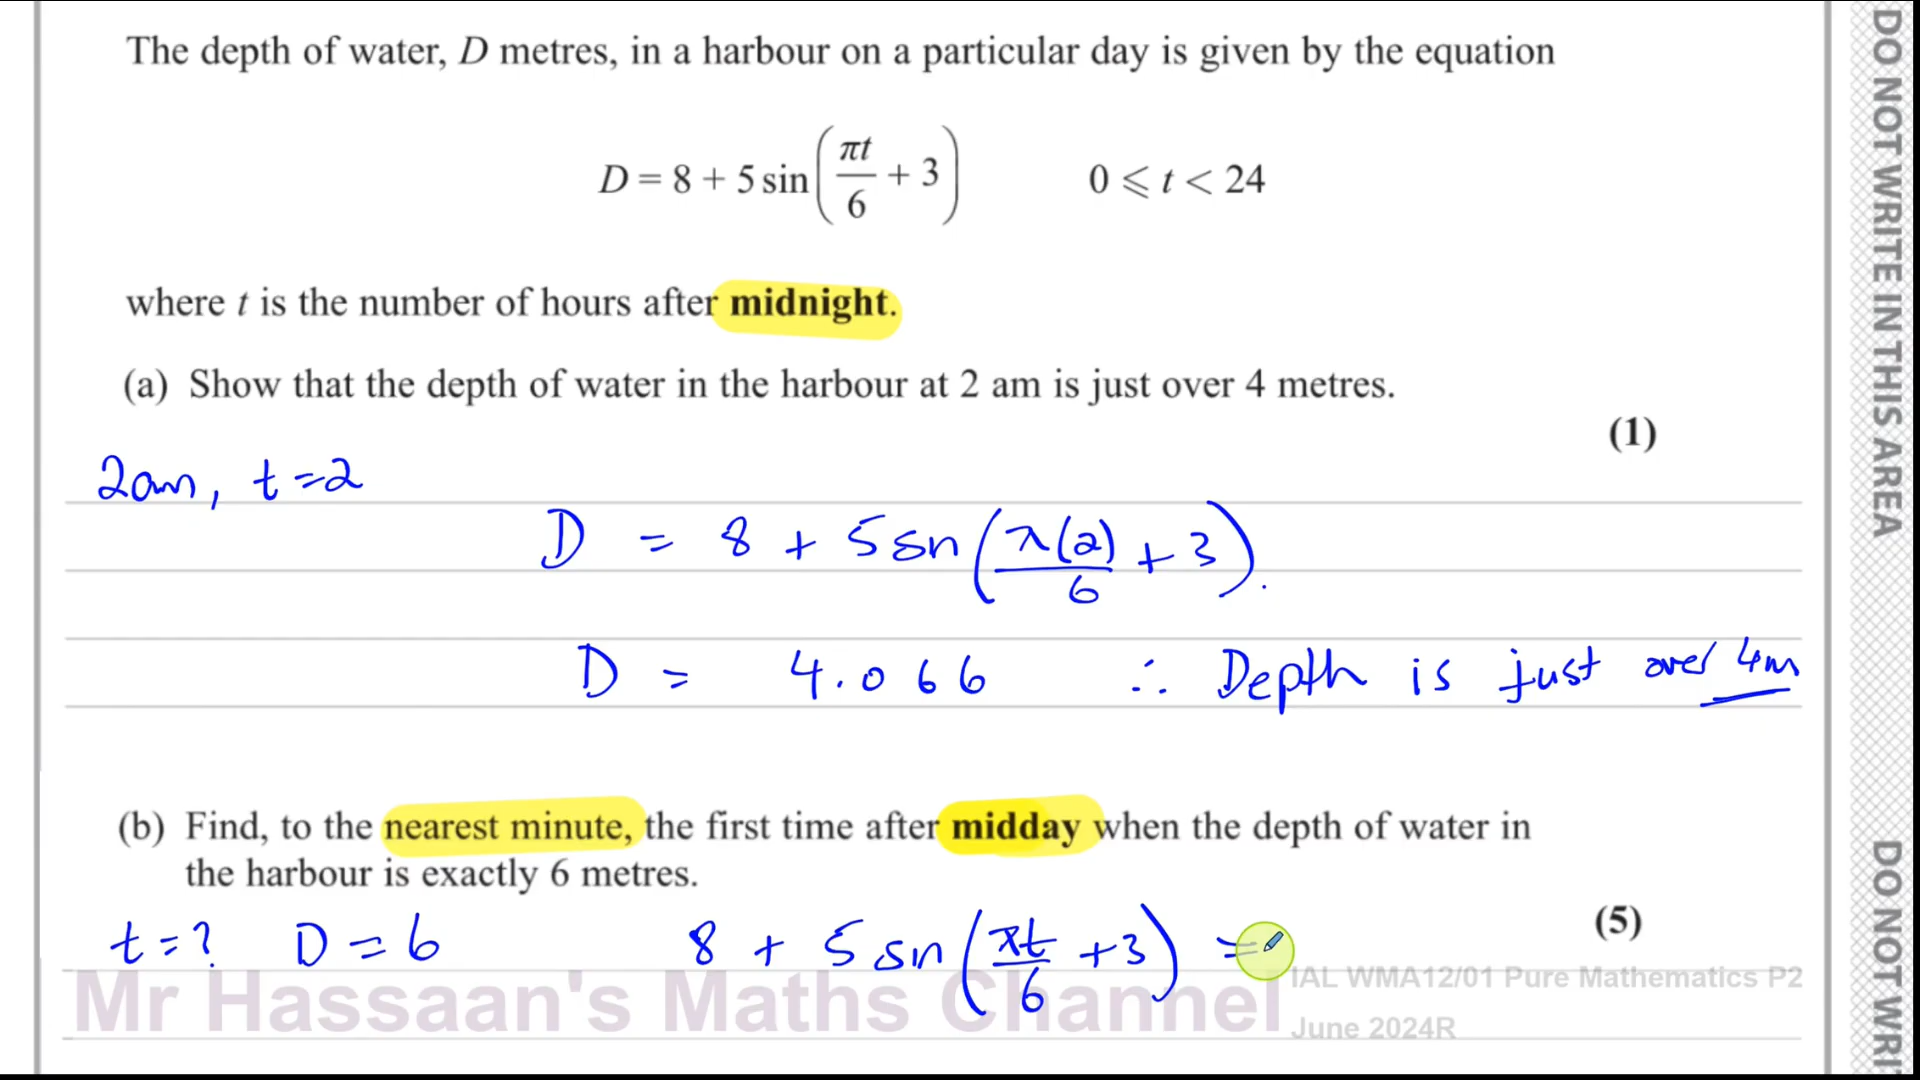 The depth of water, D metres, in a harbour on a particular day is given by the equation
D = 8 + 5 sin(πt/6 + 3)    0 ⩽ t < 24
where t is the number of hours after midnight.
(a) Show that the depth of water in the harbour at 2 am is just over 4 metres.
(1)
2am, t=2
D = 8 + 5 sin(π(2)/6 + 3).
D = 4.066 ∴ Depth is just over 4m
(b) Find, to the nearest minute, the first time after midday when the depth of water in
the harbour is exactly 6 metres.
(5)
t=? D=6 8 + 5 sin(πt/6 + 3) =
Mr Hassaan's Maths Channel
IAL WMA12/01 Pure Mathematics P2
June 2024R
DO NOT WRITE IN THIS AREA
DO NOT WRI